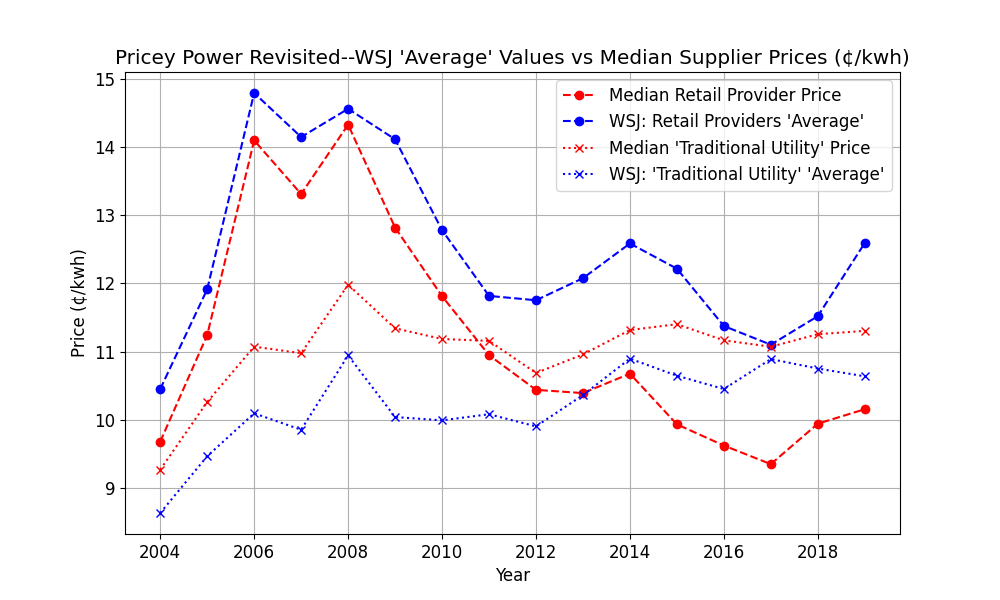 Pricey Power Revisited--WSJ 'Average' Values vs Median Supplier Prices (¢/kwh)
Median Retail Provider Price
WSJ: Retail Providers 'Average'
Median 'Traditional Utility' Price
WSJ: 'Traditional Utility' 'Average'
Price (¢/kwh)
15
14
13
12
11
10
9
2004 2006 2008 2010 2012 2014 2016 2018
Year